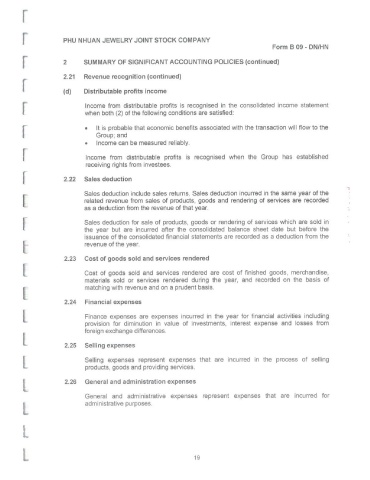 PHU NHUAN JEWELRY JOINT STOCK COMPANY
Form B 09 - DN/HN
2 SUMMARY OF SIGNIFICANT ACCOUNTING POLICIES (continued)
2.21 Revenue recognition (continued)
(d) Distributable profits income
Income from distributable profits is recognised in the consolidated income statement
when both (2) of the following conditions are satisfied:
• It is probable that economic benefits associated with the transaction will flow to the
Group; and
• Income can be measured reliably.
Income from distributable profits is recognised when the Group has established
receiving rights from investees.
2.22 Sales deduction
Sales deduction include sales returns. Sales deduction incurred in the same year of the
related revenue from sales of products, goods and rendering of services are recorded
as a deduction from the revenue of that year.
Sales deduction for sale of products, goods or rendering of services which are sold in
the year but are incurred after the consolidated balance sheet date but before the
issuance of the consolidated financial statements are recorded as a deduction from the
revenue of the year.
2.23 Cost of goods sold and services rendered
Cost of goods sold and services rendered are cost of finished goods, merchandise,
materials sold or services rendered during the year, and recorded on the basis of
matching with revenue and on a prudent basis.
2.24 Financial expenses
Finance expenses are expenses incurred in the year for financial activities including
provision for diminution in value of investments, interest expense and losses from
foreign exchange differences.
2.25 Selling expenses
Selling expenses represent expenses that are incurred in the process of selling
products, goods and providing services.
2.26 General and administration expenses
General and administrative expenses represent expenses that are incurred for
administrative purposes.
19